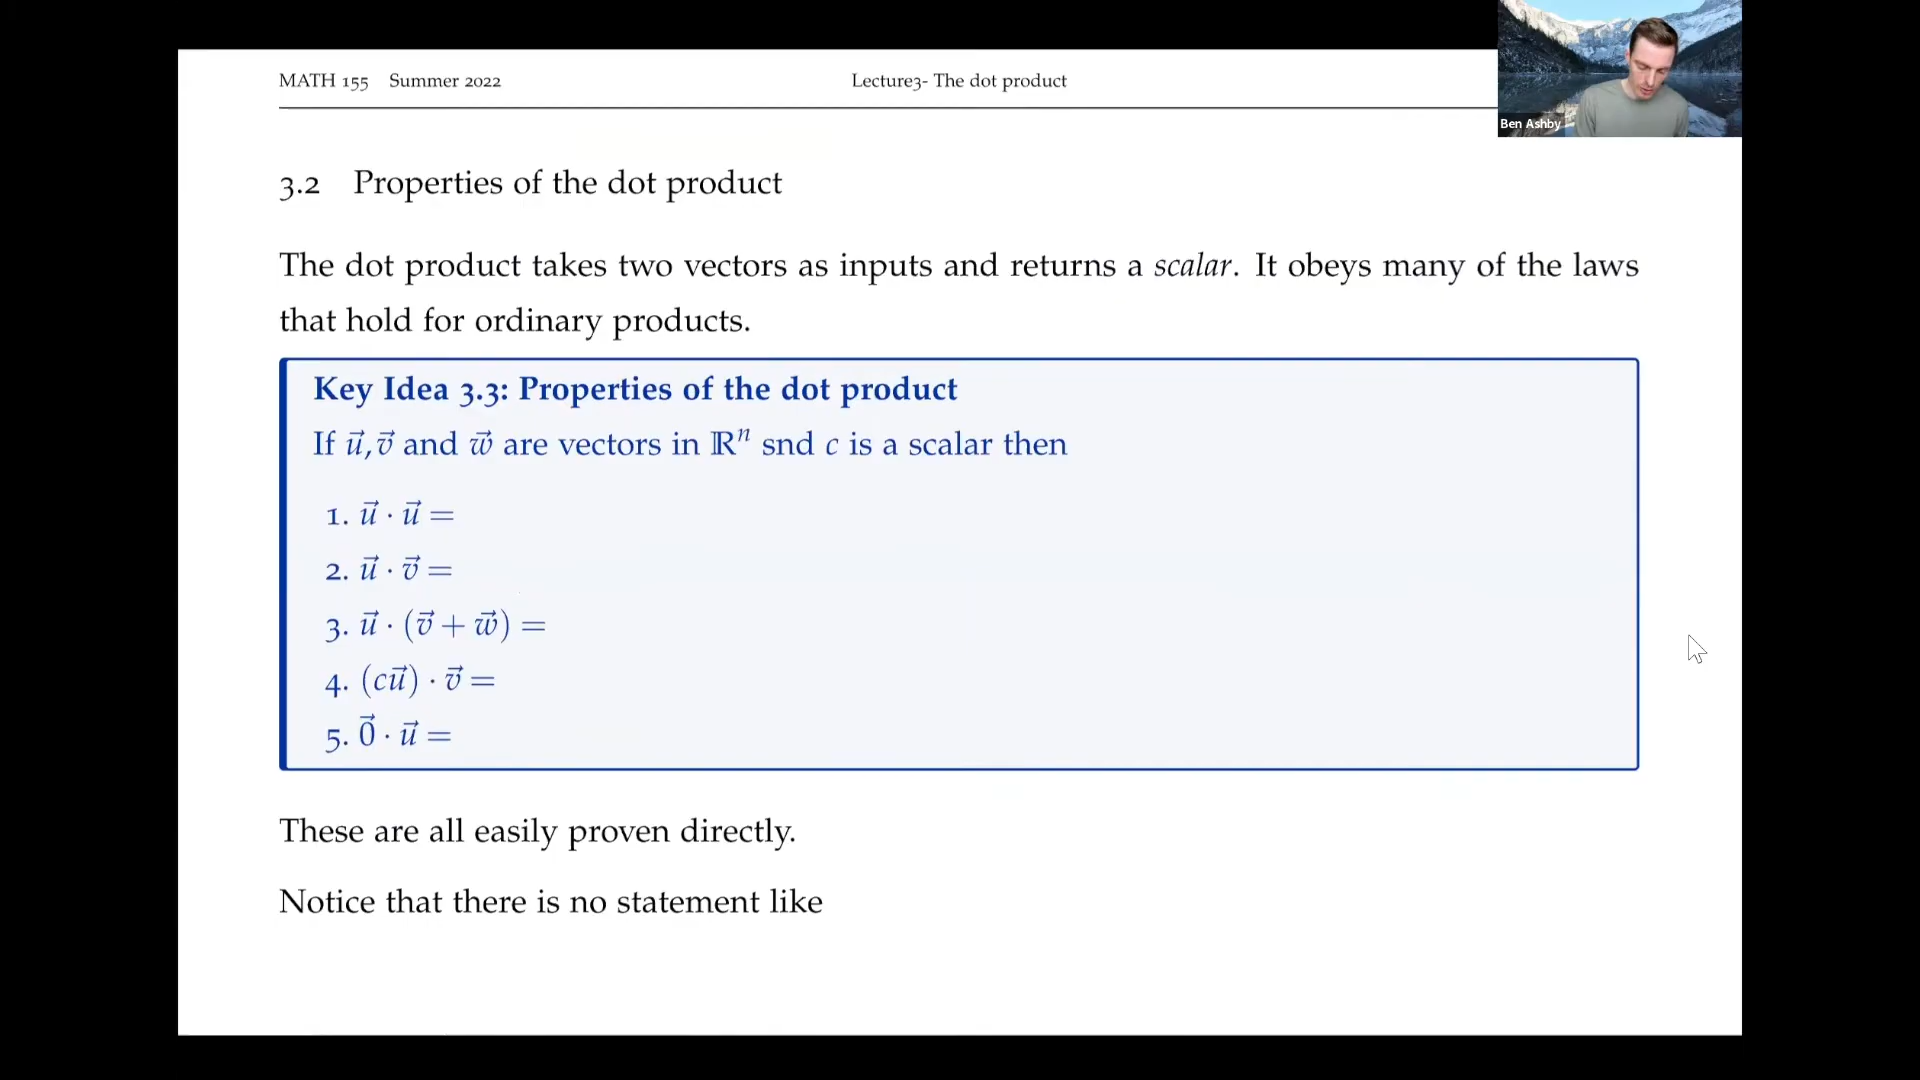 MATH 155 Summer 2022 Lecture3- The dot product
Ben Ashby
3.2 Properties of the dot product
The dot product takes two vectors as inputs and returns a scalar. It obeys many of the laws
that hold for ordinary products.
Key Idea 3.3: Properties of the dot product
If u⃗, v⃗ and w⃗ are vectors in ℝⁿ snd c is a scalar then
1. u⃗ · u⃗ =
2. u⃗ · v⃗ =
3. u⃗ · (v⃗ + w⃗) =
4. (cu⃗) · v⃗ =
5. 0⃗ · u⃗ =
These are all easily proven directly.
Notice that there is no statement like